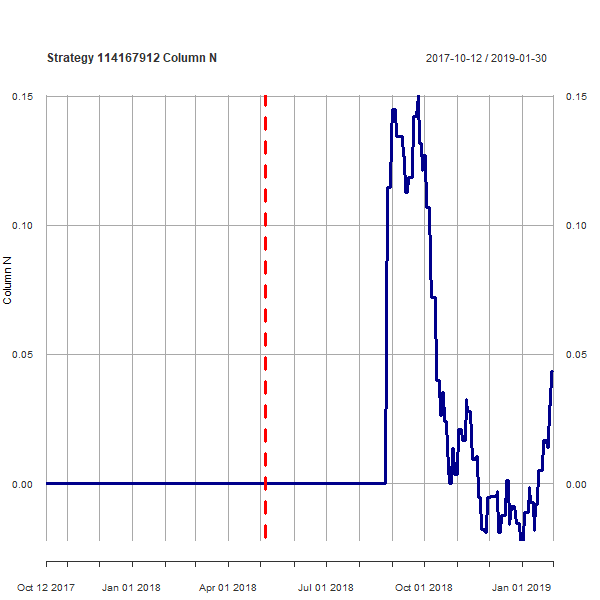 Strategy 114167912 Column N 2017-10-12 / 2019-01-30
0.15 0.15
0.10 0.10
Column N
0.05 0.05
0.00 0.00
Oct 12 2017 Jan 01 2018 Apr 01 2018 Jul 01 2018 Oct 01 2018 Jan 01 2019